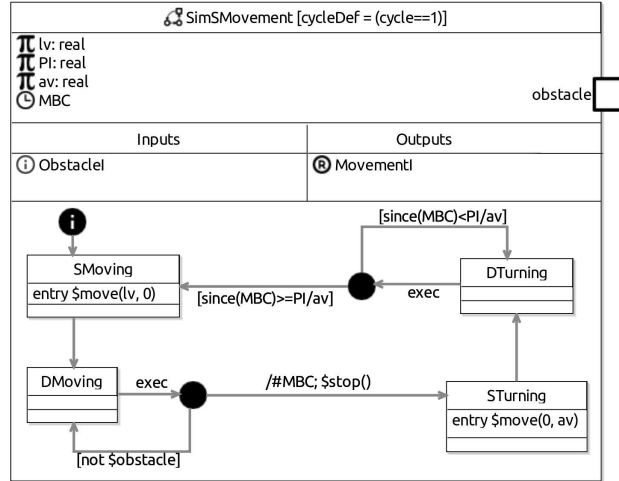 SimSMovement [cycleDef = (cycle==1)]
π lv: real
π PI: real
π av: real
MBC
obstacle
Inputs
Outputs
i ObstacleI
R MovementI
i
[since(MBC)<PI/av]
SMoving
entry $move(lv, 0)
DTurning
exec
[since(MBC)>=PI/av]
DMoving
exec
/#MBC; $stop()
STurning
entry $move(0, av)
[not $obstacle]